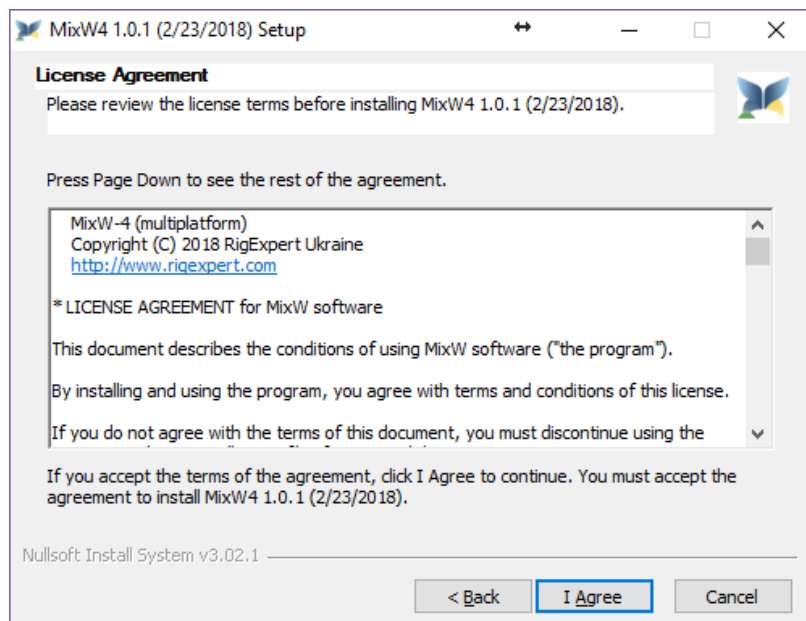 MixW4 1.0.1 (2/23/2018) Setup
License Agreement
Please review the license terms before installing MixW4 1.0.1 (2/23/2018).
Press Page Down to see the rest of the agreement.
MixW-4 (multiplatform)
Copyright (C) 2018 RigExpert Ukraine
http://www.rigexpert.com
* LICENSE AGREEMENT for MixW software
This document describes the conditions of using MixW software ("the program").
By installing and using the program, you agree with terms and conditions of this license.
If you do not agree with the terms of this document, you must discontinue using the
If you accept the terms of the agreement, click I Agree to continue. You must accept the
agreement to install MixW4 1.0.1 (2/23/2018).
Nullsoft Install System v3.02.1
< Back
I Agree
Cancel